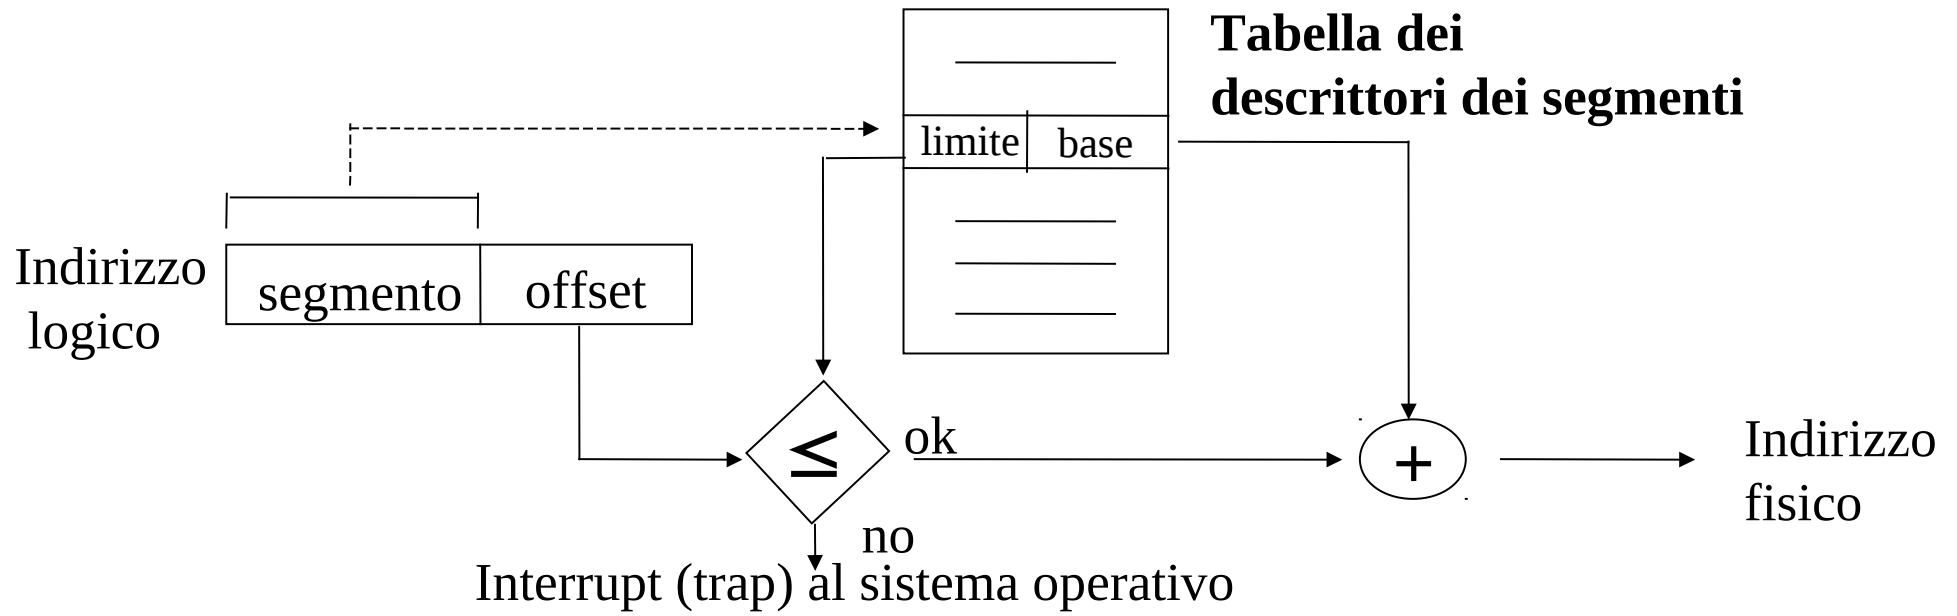 Tabella dei
descrittori dei segmenti
limite base
Indirizzo
logico
segmento offset
≤
ok
+
Indirizzo
fisico
no
Interrupt (trap) al sistema operativo